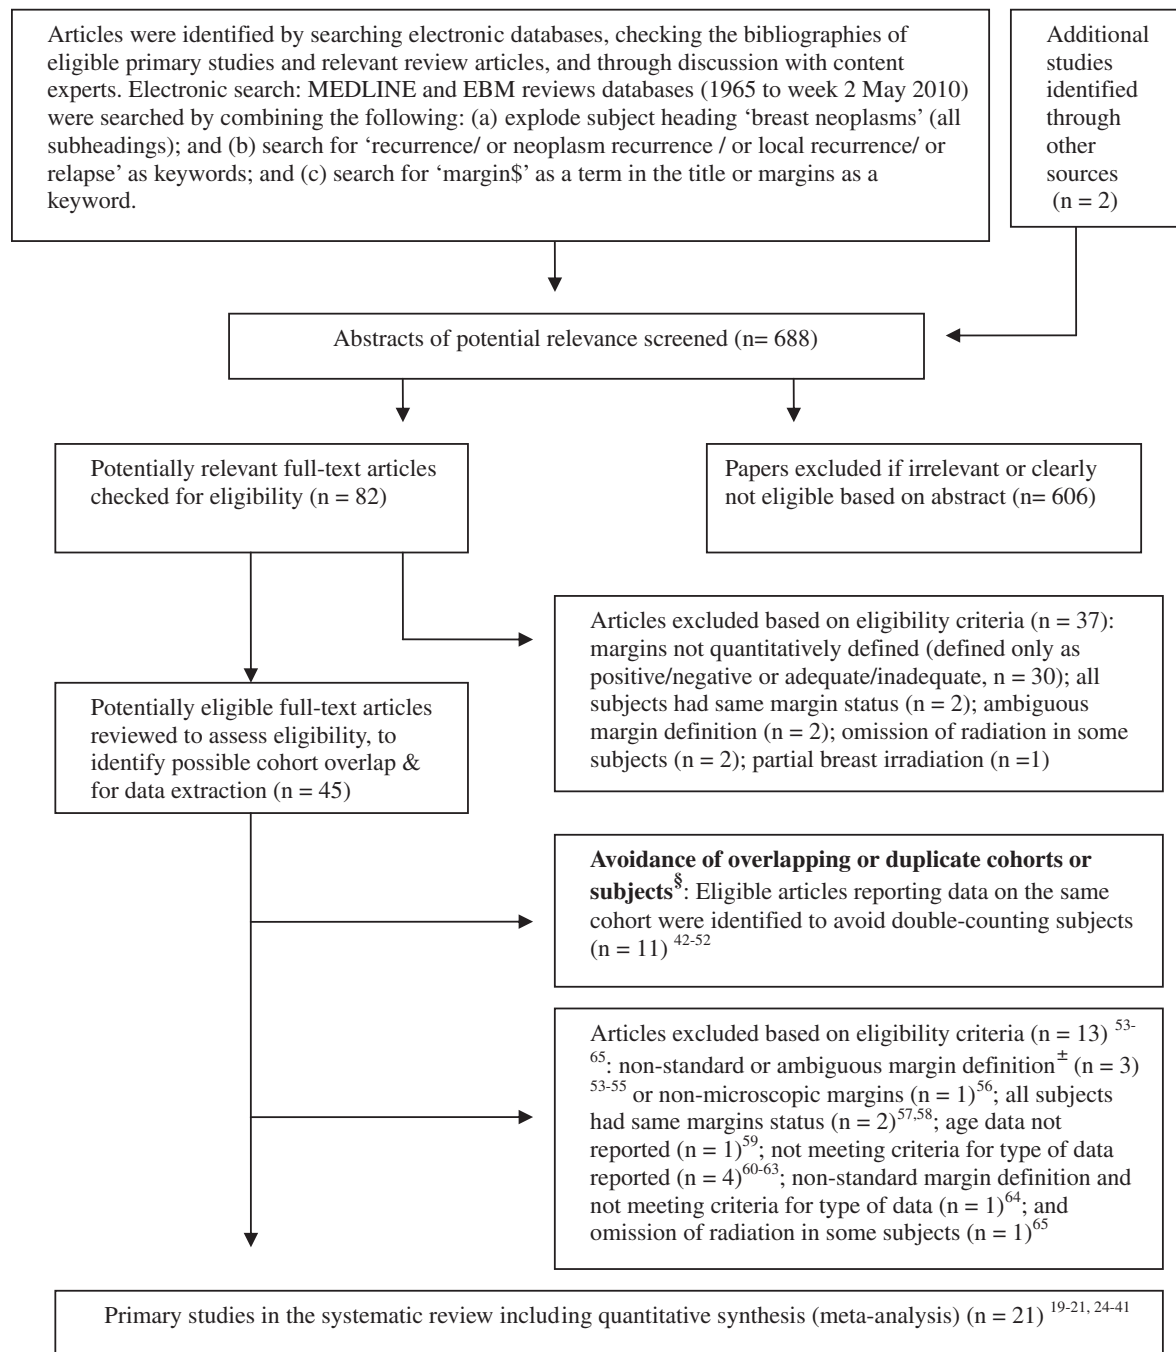 Articles were identified by searching electronic databases, checking the bibliographies of
eligible primary studies and relevant review articles, and through discussion with content
experts. Electronic search: MEDLINE and EBM reviews databases (1965 to week 2 May 2010)
were searched by combining the following: (a) explode subject heading ‘breast neoplasms’ (all
subheadings); and (b) search for ‘recurrence/ or neoplasm recurrence / or local recurrence/ or
relapse’ as keywords; and (c) search for ‘margin$’ as a term in the title or margins as a
keyword.
Additional
studies
identified
through
other
sources
(n = 2)
Abstracts of potential relevance screened (n= 688)
Potentially relevant full-text articles
checked for eligibility (n = 82)
Papers excluded if irrelevant or clearly
not eligible based on abstract (n= 606)
Articles excluded based on eligibility criteria (n = 37):
margins not quantitatively defined (defined only as
positive/negative or adequate/inadequate, n = 30); all
subjects had same margin status (n = 2); ambiguous
margin definition (n = 2); omission of radiation in some
subjects (n = 2); partial breast irradiation (n =1)
Potentially eligible full-text articles
reviewed to assess eligibility, to
identify possible cohort overlap &
for data extraction (n = 45)
Avoidance of overlapping or duplicate cohorts or
subjects§: Eligible articles reporting data on the same
cohort were identified to avoid double-counting subjects
(n = 11) 42-52
Articles excluded based on eligibility criteria (n = 13) 53-
65: non-standard or ambiguous margin definition± (n = 3)
53-55 or non-microscopic margins (n = 1)56; all subjects
had same margins status (n = 2)57,58; age data not
reported (n = 1)59; not meeting criteria for type of data
reported (n = 4)60-63; non-standard margin definition and
not meeting criteria for type of data (n = 1)64; and
omission of radiation in some subjects (n = 1)65
Primary studies in the systematic review including quantitative synthesis (meta-analysis) (n = 21) 19-21, 24-41